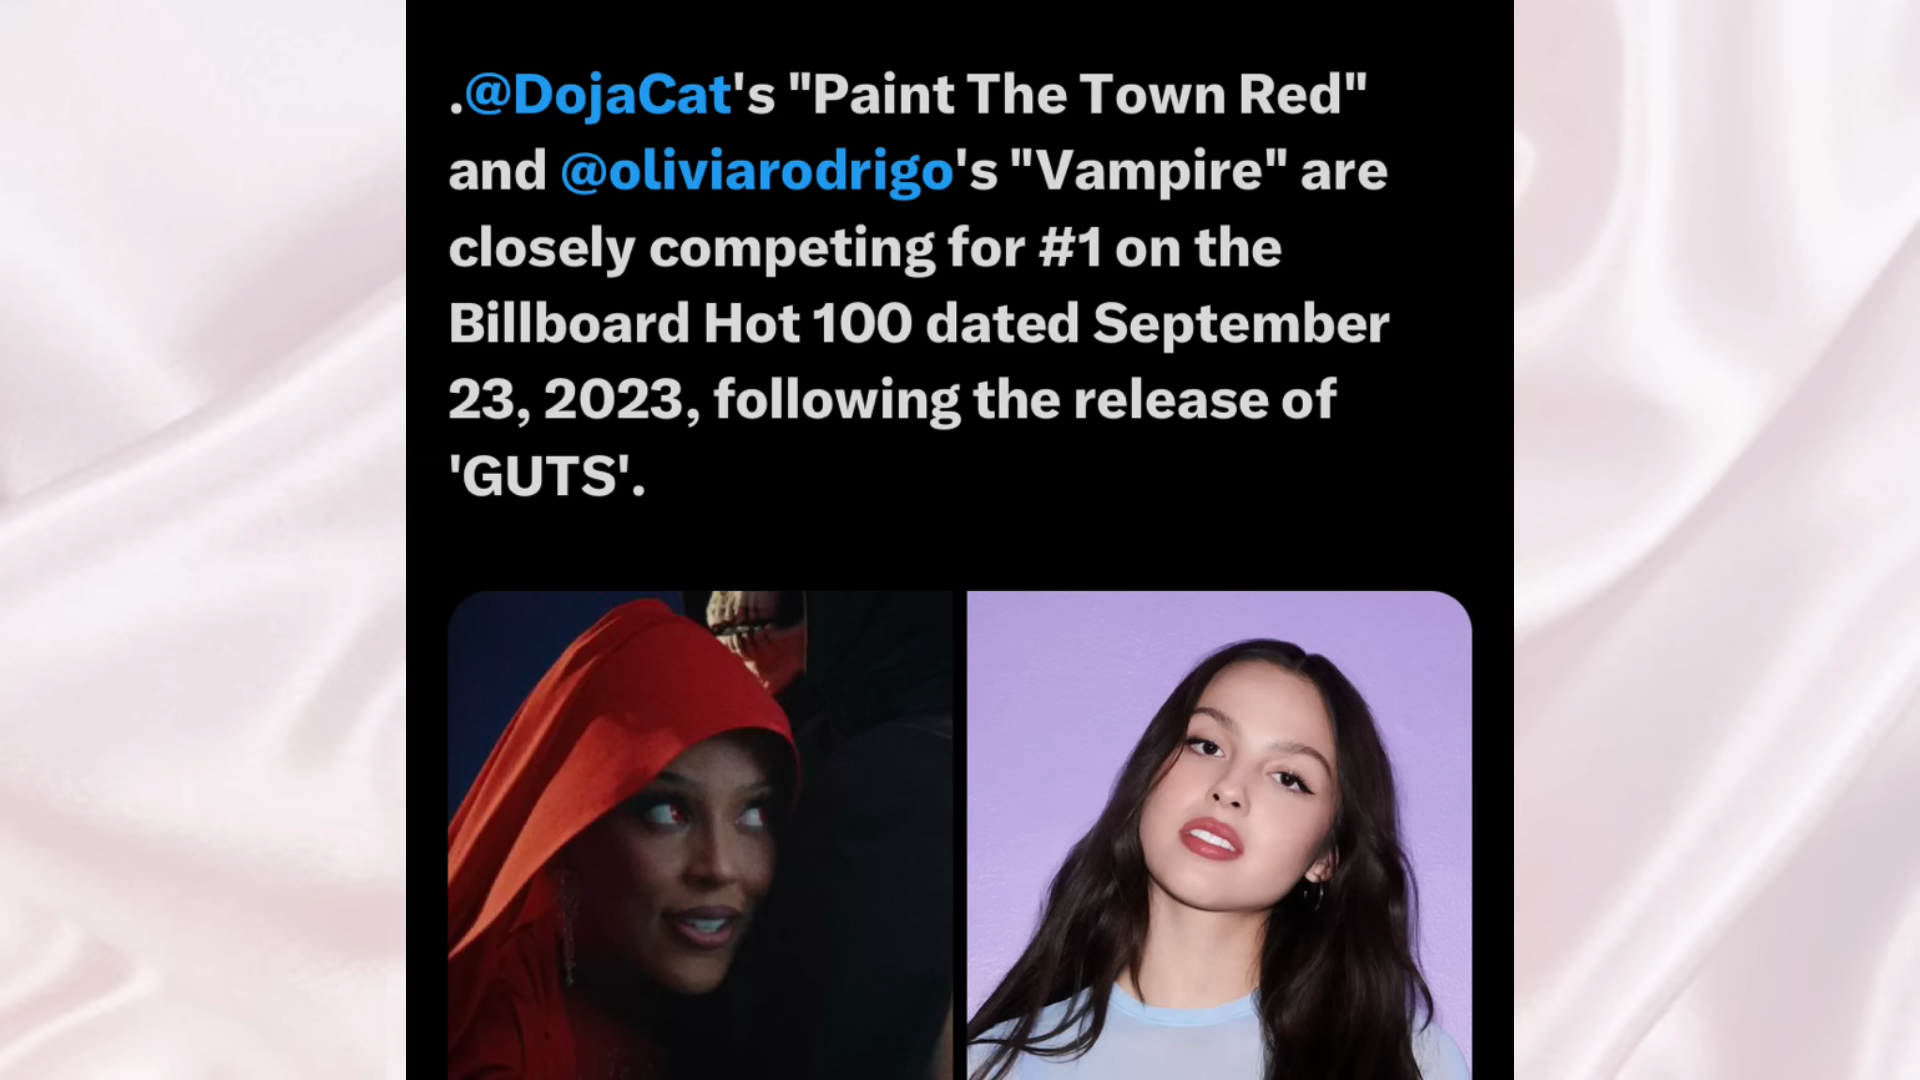 .@DojaCat's "Paint The Town Red"
and @oliviarodrigo's "Vampire" are
closely competing for #1 on the
Billboard Hot 100 dated September
23, 2023, following the release of
'GUTS'.